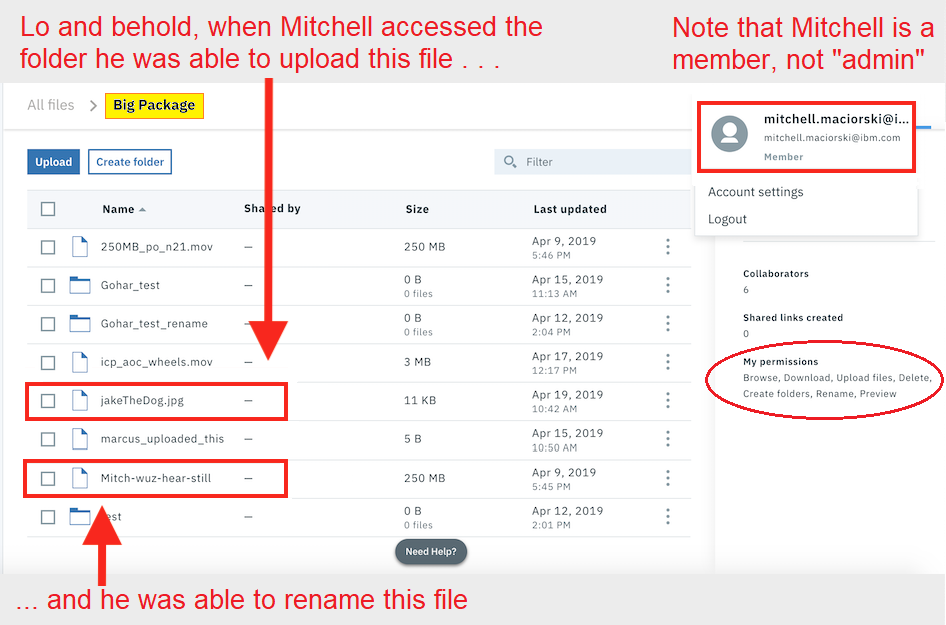 Lo and behold, when Mitchell accessed the
folder he was able to upload this file . . .
Note that Mitchell is a
member, not "admin"
All files > Big Package
mitchell.maciorski@i...
mitchell.maciorski@ibm.com
Member
Account settings
Logout
Upload Create folder Filter
Name Shared by Size Last updated
250MB_po_n21.mov — 250 MB Apr 9, 2019
5:46 PM
Gohar_test — 0 B Apr 15, 2019
0 files 11:13 AM
Gohar_test_rename — 0 B Apr 12, 2019
0 files 2:04 PM
icp_aoc_wheels.mov — 3 MB Apr 17, 2019
12:17 PM
jakeTheDog.jpg — 11 KB Apr 19, 2019
10:42 AM
marcus_uploaded_this — 5 B Apr 15, 2019
10:50 AM
Mitch-wuz-hear-still — 250 MB Apr 9, 2019
5:45 PM
— 0 B Apr 12, 2019
0 files 2:01 PM
Collaborators
6
Shared links created
0
My permissions
Browse, Download, Upload files, Delete,
Create folders, Rename, Preview
Need Help?
... and he was able to rename this file